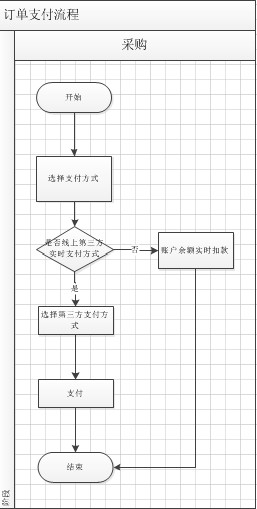 订单支付流程
采购
开始
选择支付方式
是否线上第三方
实时支付方式
否
账户余额实时扣款
是
选择第三方支付方
式
支付
结束
阶段